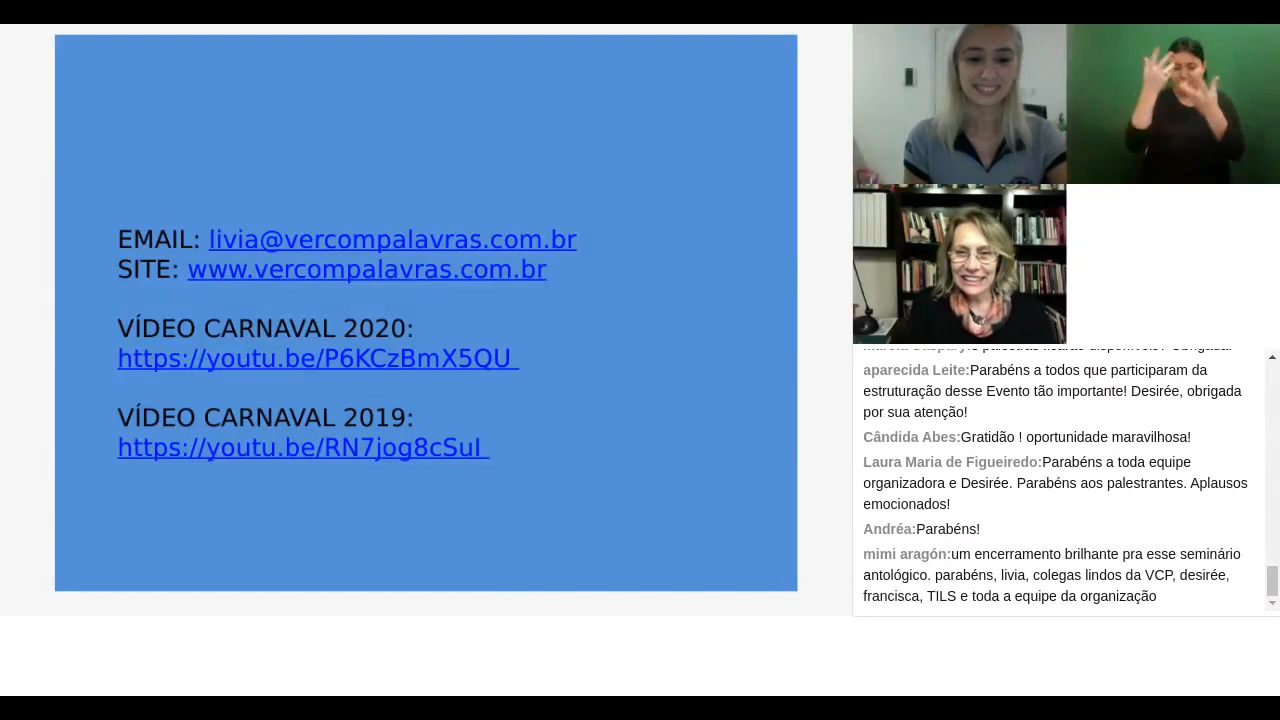 EMAIL: livia@vercompalavras.com.br
SITE: www.vercompalavras.com.br
VÍDEO CARNAVAL 2020:
https://youtu.be/P6KCzBmX5QU
VÍDEO CARNAVAL 2019:
https://youtu.be/RN7jog8cSuI
aparecida Leite:Parabéns a todos que participaram da
estruturação desse Evento tão importante! Desirée, obrigada
por sua atenção!
Cândida Abes:Gratidão ! oportunidade maravilhosa!
Laura Maria de Figueiredo:Parabéns a toda equipe
organizadora e Desirée. Parabéns aos palestrantes. Aplausos
emocionados!
Andréa:Parabéns!
mimi aragón:um encerramento brilhante pra esse seminário
antológico. parabéns, livia, colegas lindos da VCP, desirée,
francisca, TILS e toda a equipe da organização